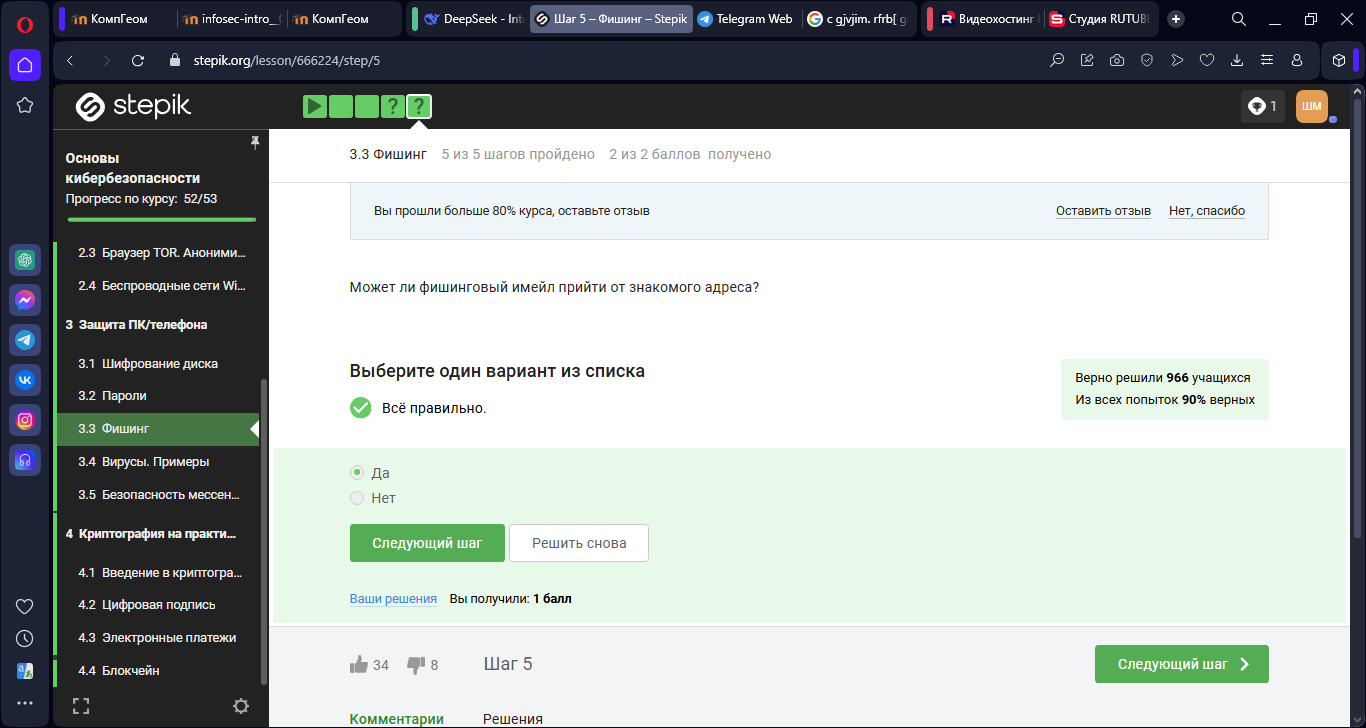 КомпГеом
infosec-intro__
КомпГеом
DeepSeek - Int
Шаг 5 – Фишинг – Stepik
Telegram Web
с gjvjim. rfrb[ g
Видеохостинг
Студия RUTUBE
stepik.org/lesson/666224/step/5
stepik
1
ШМ
Основы
кибербезопасности
Прогресс по курсу: 52/53
2.3 Браузер TOR. Аноними...
2.4 Беспроводные сети Wi...
3 Защита ПК/телефона
3.1 Шифрование диска
3.2 Пароли
3.3 Фишинг
3.4 Вирусы. Примеры
3.5 Безопасность мессен...
4 Криптография на практи...
4.1 Введение в криптогра...
4.2 Цифровая подпись
4.3 Электронные платежи
4.4 Блокчейн
3.3 Фишинг 5 из 5 шагов пройдено 2 из 2 баллов получено
Вы прошли больше 80% курса, оставьте отзыв
Оставить отзыв
Нет, спасибо
Может ли фишинговый имейл прийти от знакомого адреса?
Выберите один вариант из списка
Всё правильно.
Верно решили 966 учащихся
Из всех попыток 90% верных
Да
Нет
Следующий шаг
Решить снова
Ваши решения
Вы получили: 1 балл
34
8
Шаг 5
Следующий шаг
Комментарии
Решения